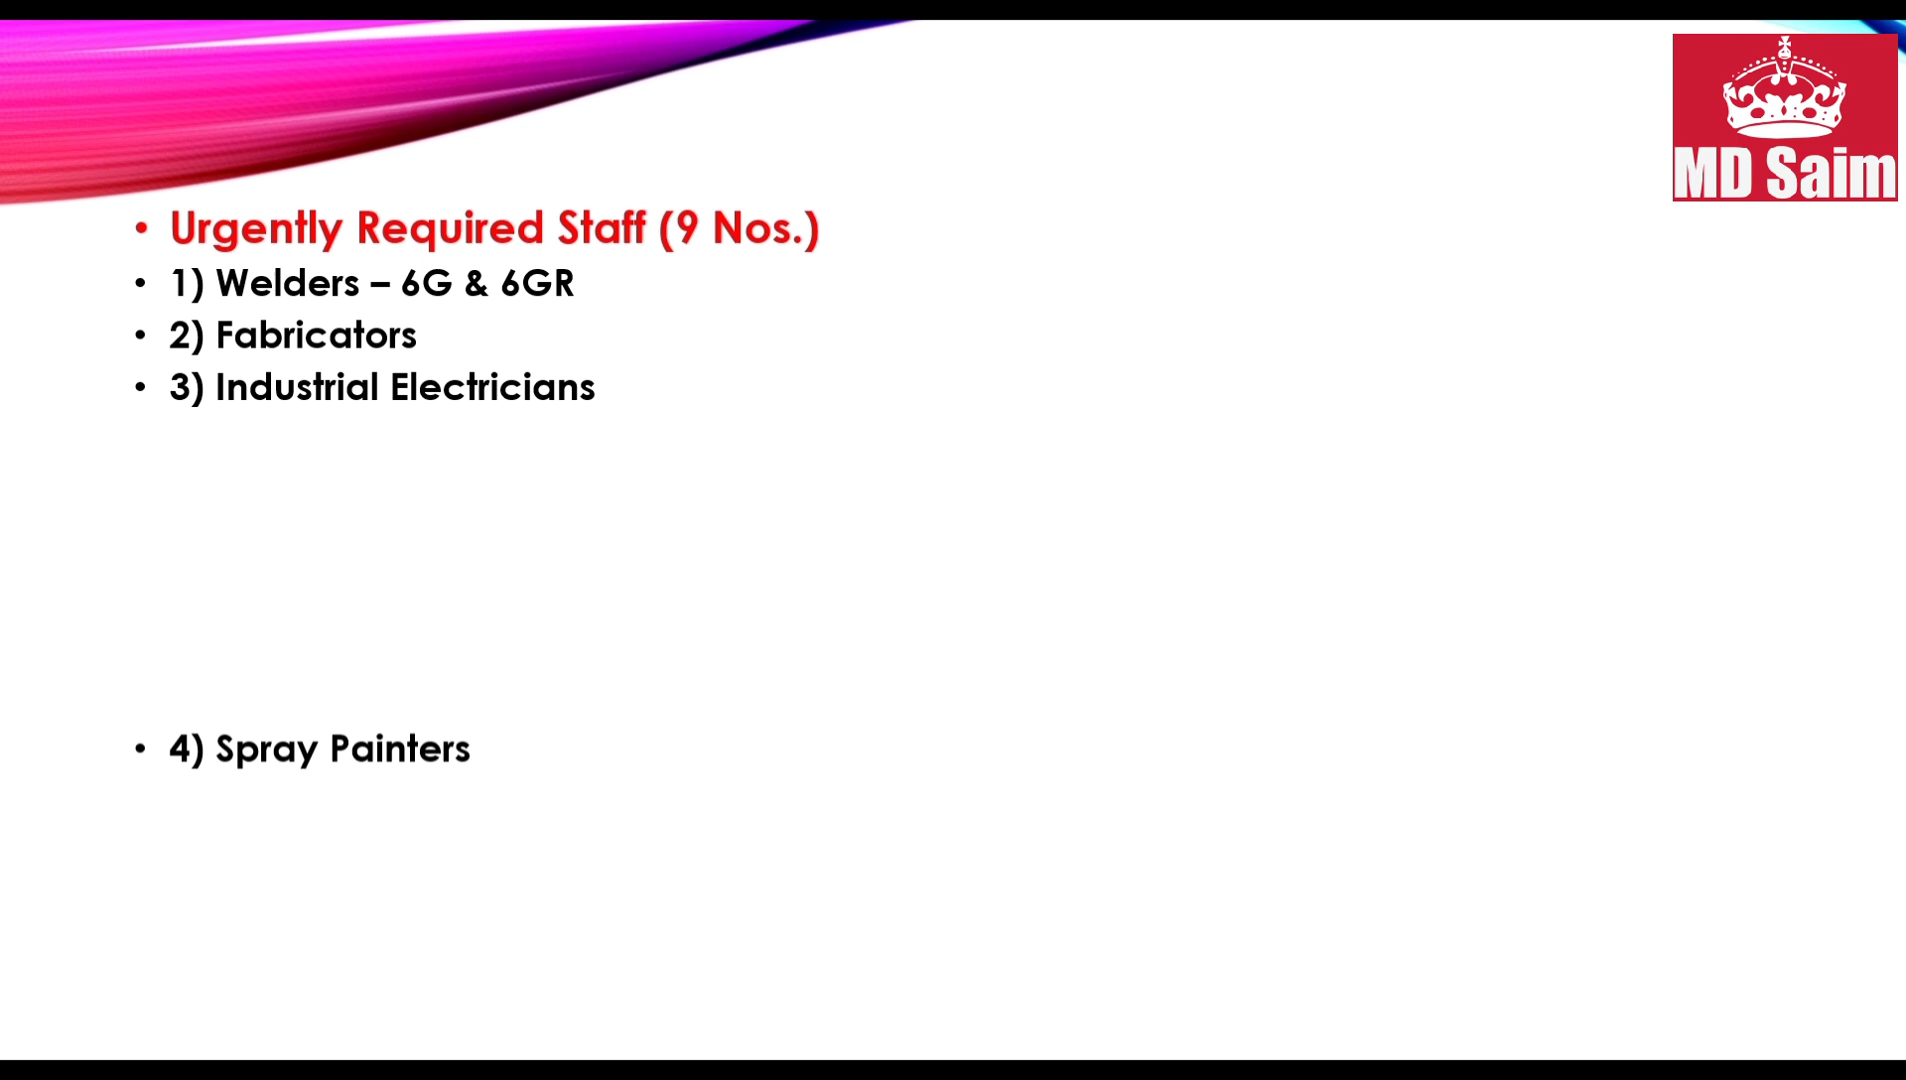 MD Saim
• Urgently Required Staff (9 Nos.)
• 1) Welders – 6G & 6GR
• 2) Fabricators
• 3) Industrial Electricians
• 4) Spray Painters